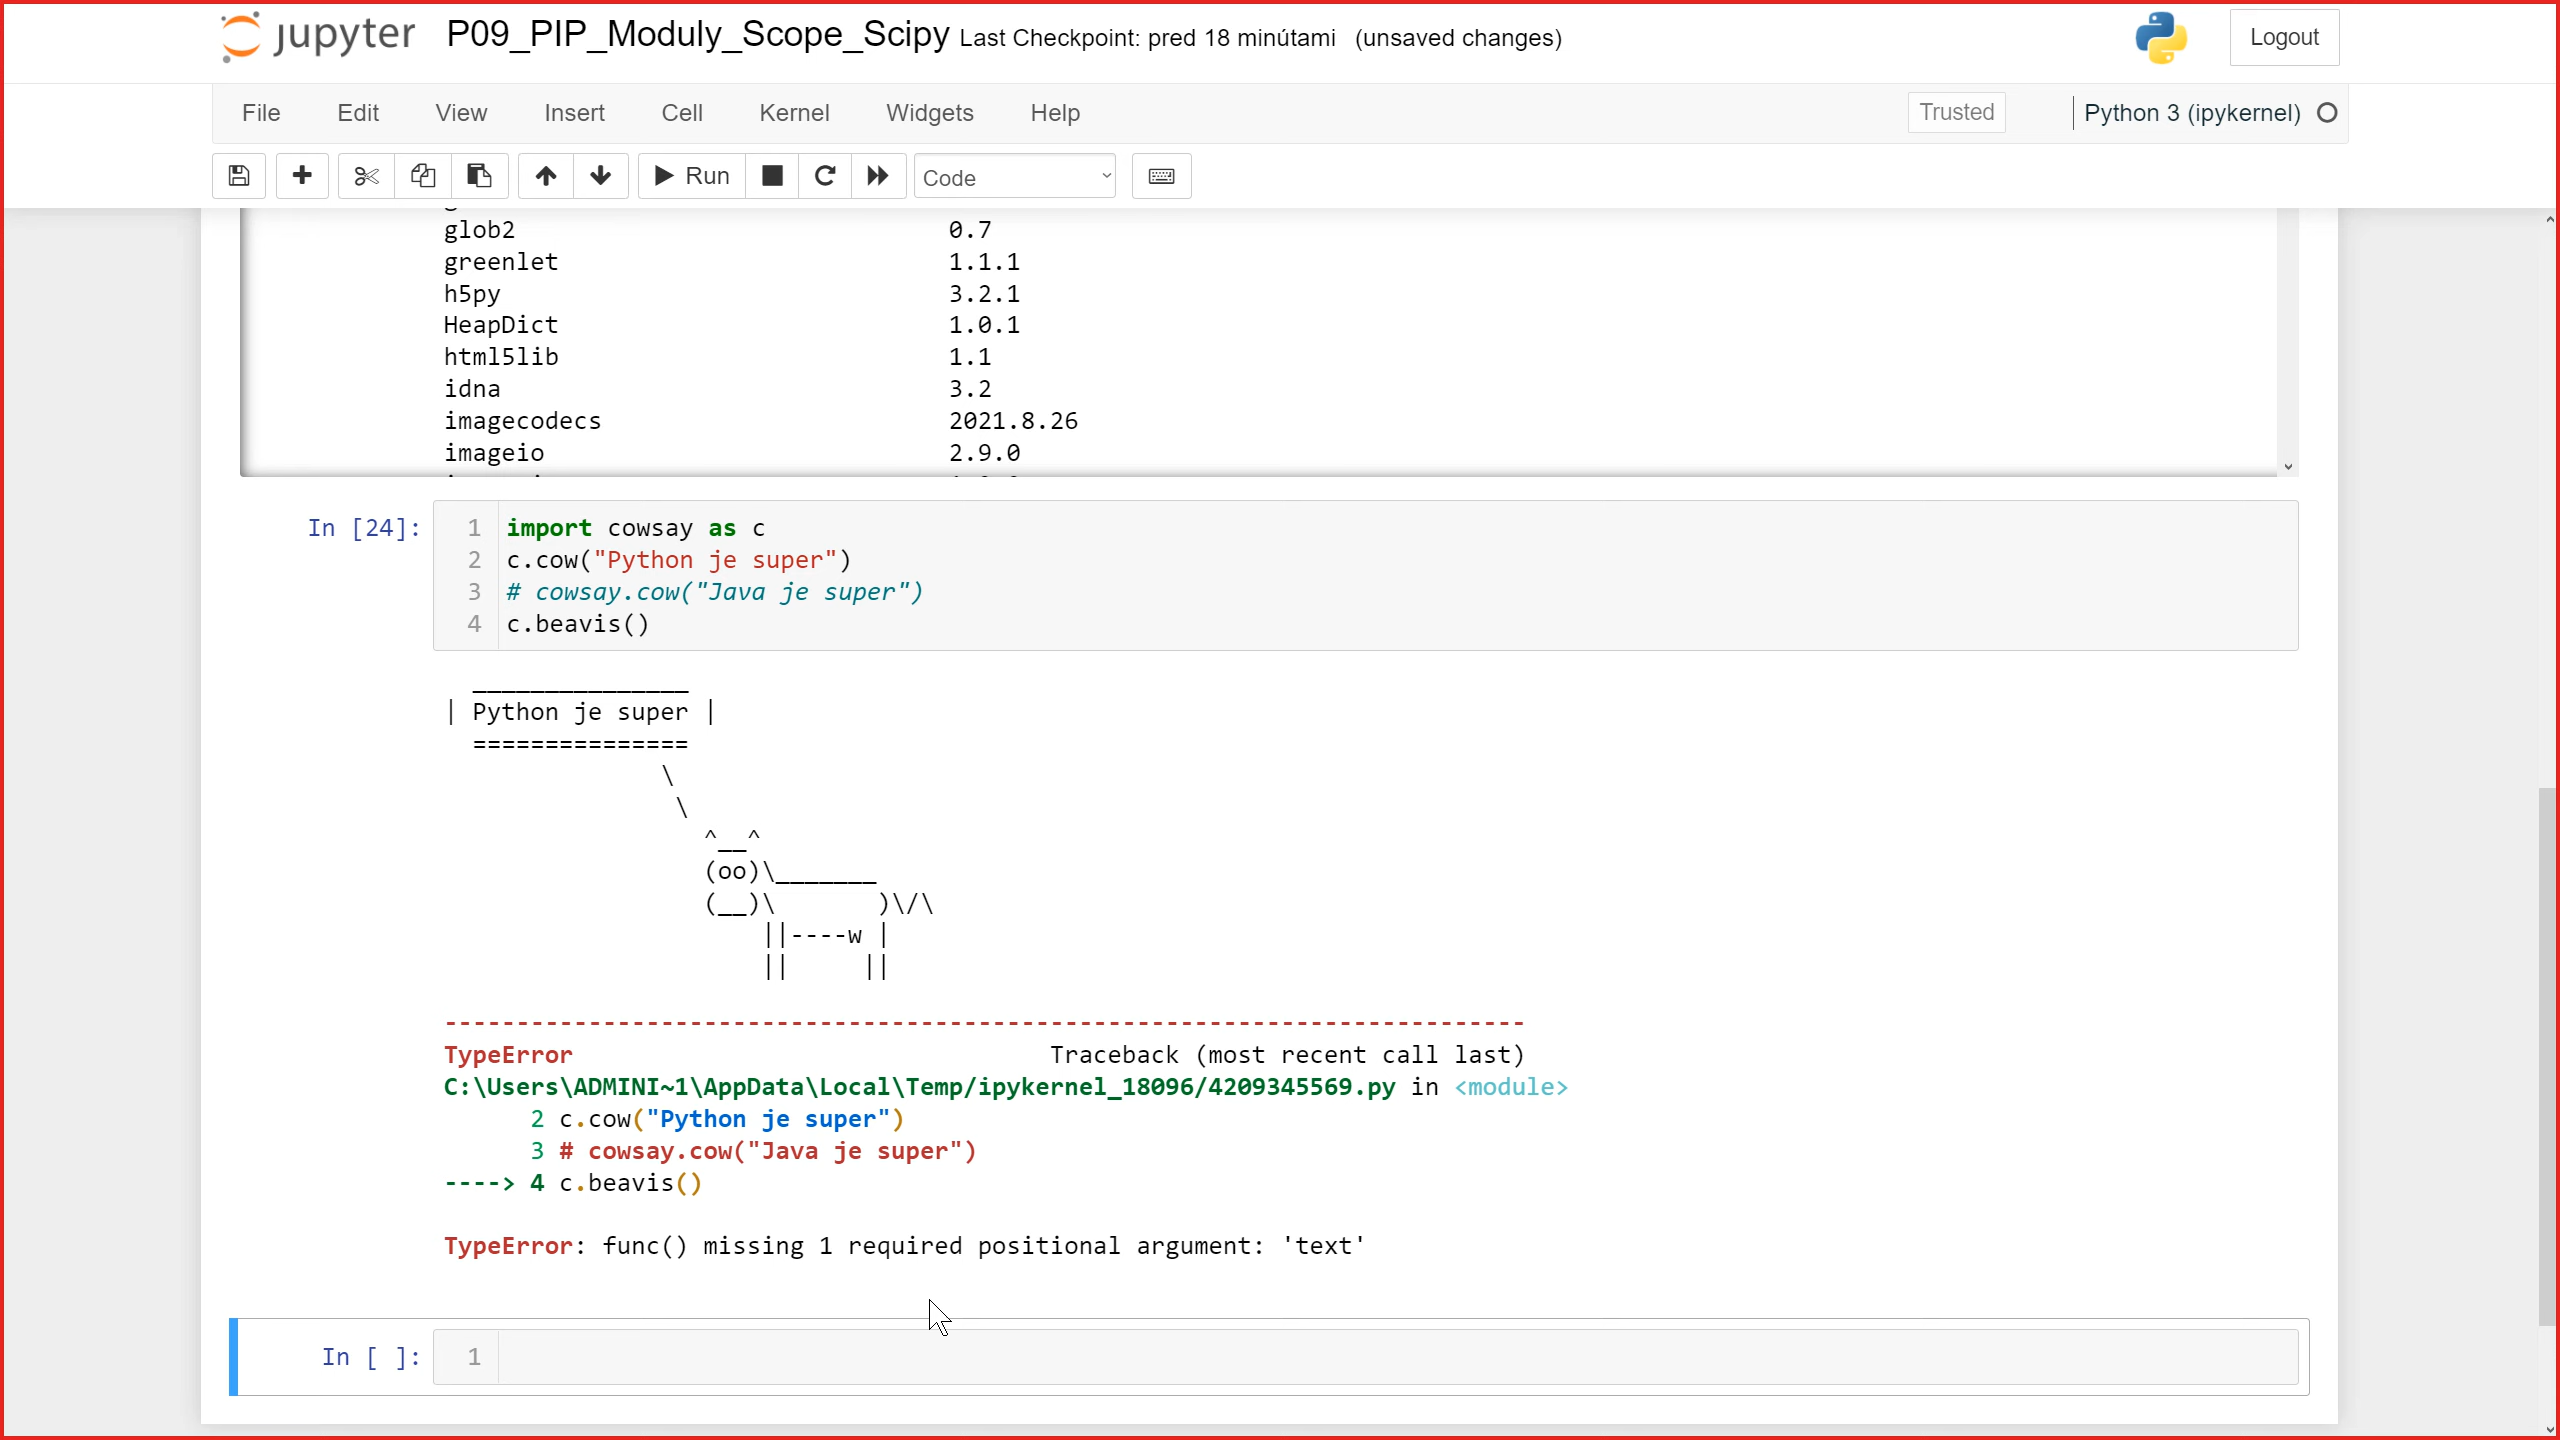 jupyter P09_PIP_Moduly_Scope_Scipy Last Checkpoint: pred 18 minútami (unsaved changes) Logout
File Edit View Insert Cell Kernel Widgets Help Trusted Python 3 (ipykernel)
Run Code
glob2 0.7
greenlet 1.1.1
h5py 3.2.1
HeapDict 1.0.1
html5lib 1.1
idna 3.2
imagecodecs 2021.8.26
imageio 2.9.0
In [24]: 1 import cowsay as c
2 c.cow("Python je super")
3 # cowsay.cow("Java je super")
4 c.beavis()
_______________
| Python je super |
===============
\
\
^__^
(oo)\_______
(__)\       )\/\
||----w |
||     ||
---------------------------------------------------------------------------
TypeError Traceback (most recent call last)
C:\Users\ADMINI~1\AppData\Local\Temp/ipykernel_18096/4209345569.py in <module>
2 c.cow("Python je super")
3 # cowsay.cow("Java je super")
----> 4 c.beavis()
TypeError: func() missing 1 required positional argument: 'text'
In [ ]: 1